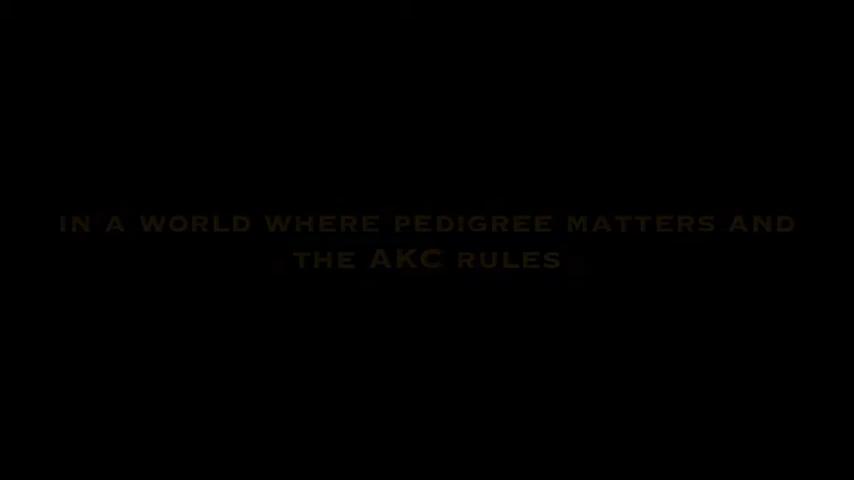 IN A WORLD WHERE PEDIGREE MATTERS AND
THE AKC RULES